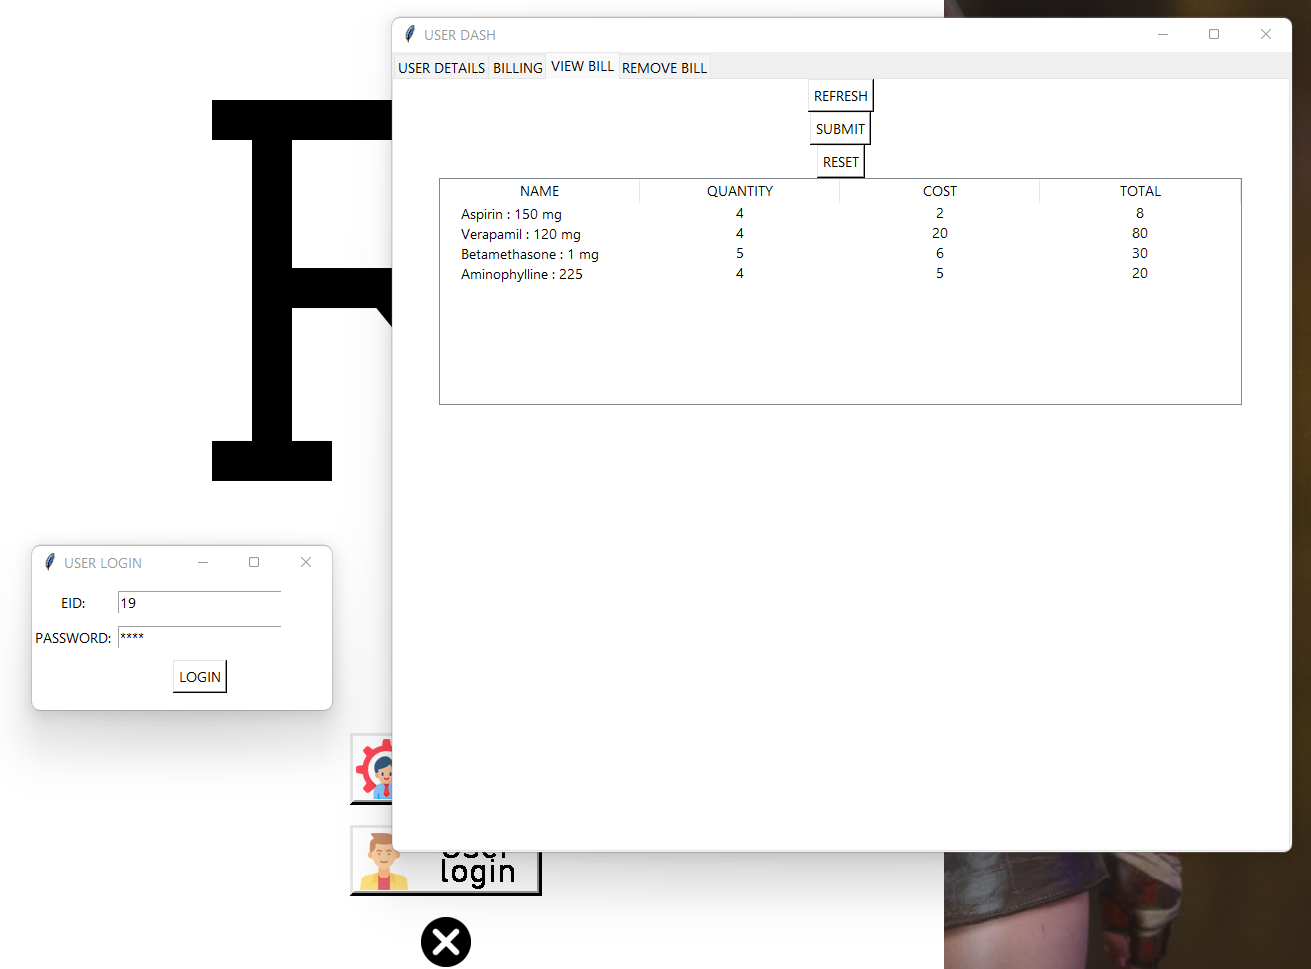 USER DASH
USER DETAILS BILLING VIEW BILL REMOVE BILL
REFRESH
SUBMIT
RESET
NAME QUANTITY COST TOTAL
Aspirin : 150 mg 4 2 8
Verapamil : 120 mg 4 20 80
Betamethasone : 1 mg 5 6 30
Aminophylline : 225 4 5 20
USER LOGIN
EID: 19
PASSWORD: ****
LOGIN
login